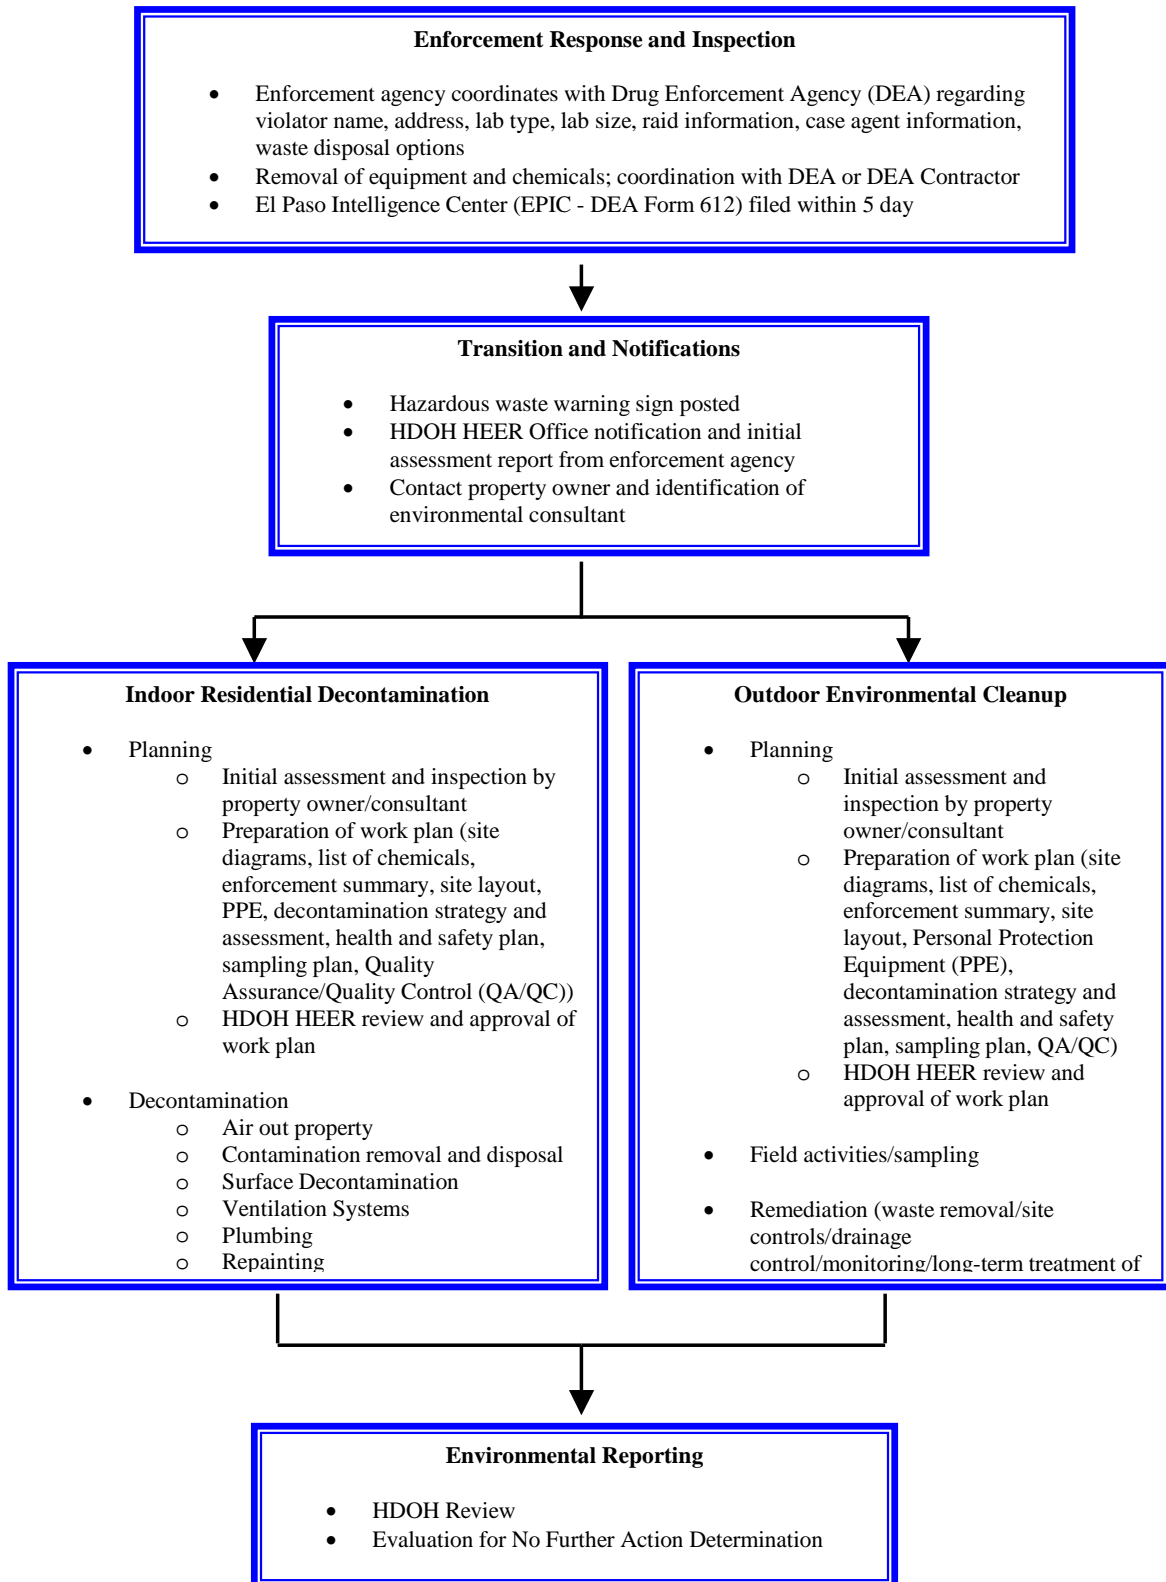 Enforcement Response and Inspection
• Enforcement agency coordinates with Drug Enforcement Agency (DEA) regarding
violator name, address, lab type, lab size, raid information, case agent information,
waste disposal options
• Removal of equipment and chemicals; coordination with DEA or DEA Contractor
• El Paso Intelligence Center (EPIC - DEA Form 612) filed within 5 day
Transition and Notifications
• Hazardous waste warning sign posted
• HDOH HEER Office notification and initial
assessment report from enforcement agency
• Contact property owner and identification of
environmental consultant
Indoor Residential Decontamination
• Planning
o Initial assessment and inspection by
property owner/consultant
o Preparation of work plan (site
diagrams, list of chemicals,
enforcement summary, site layout,
PPE, decontamination strategy and
assessment, health and safety plan,
sampling plan, Quality
Assurance/Quality Control (QA/QC))
o HDOH HEER review and approval of
work plan
• Decontamination
o Air out property
o Contamination removal and disposal
o Surface Decontamination
o Ventilation Systems
o Plumbing
o Repainting
Outdoor Environmental Cleanup
• Planning
o Initial assessment and
inspection by property
owner/consultant
o Preparation of work plan (site
diagrams, list of chemicals,
enforcement summary, site
layout, Personal Protection
Equipment (PPE),
decontamination strategy and
assessment, health and safety
plan, sampling plan, QA/QC)
o HDOH HEER review and
approval of work plan
• Field activities/sampling
• Remediation (waste removal/site
controls/drainage
control/monitoring/long-term treatment of
Environmental Reporting
• HDOH Review
• Evaluation for No Further Action Determination